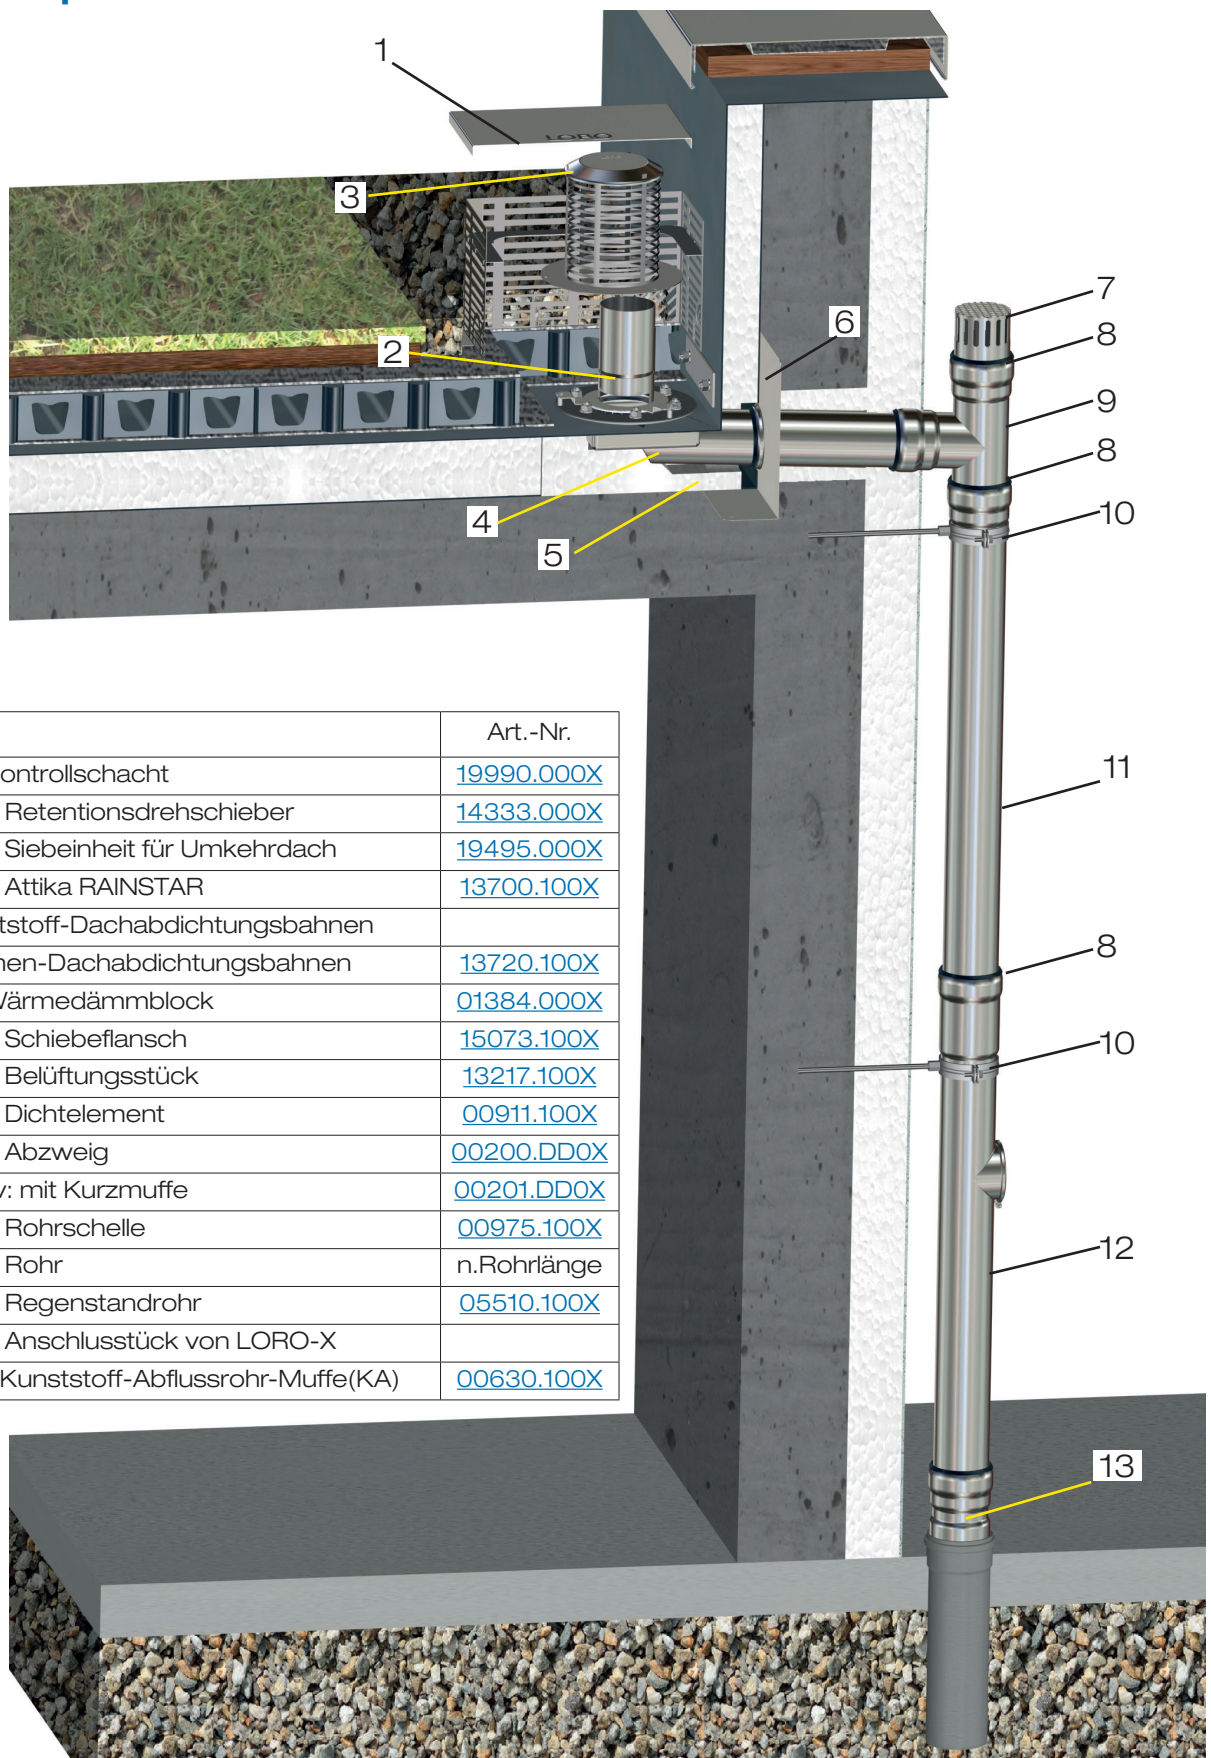 1
LORO
3
7
6
8
2
9
8
4
10
5
Art.-Nr.
ontrollschacht 19990.000X
Retentionsdrehschieber 14333.000X
Siebeinheit für Umkehrdach 19495.000X
Attika RAINSTAR 13700.100X
tstoff-Dachabdichtungsbahnen
nen-Dachabdichtungsbahnen 13720.100X
Wärmedämmblock 01384.000X
Schiebeflansch 15073.100X
Belüftungsstück 13217.100X
Dichtelement 00911.100X
Abzweig 00200.DD0X
v: mit Kurzmuffe 00201.DD0X
Rohrschelle 00975.100X
Rohr n.Rohrlänge
Regenstandrohr 05510.100X
Anschlusstück von LORO-X
Kunststoff-Abflussrohr-Muffe(KA) 00630.100X
11
8
10
12
13